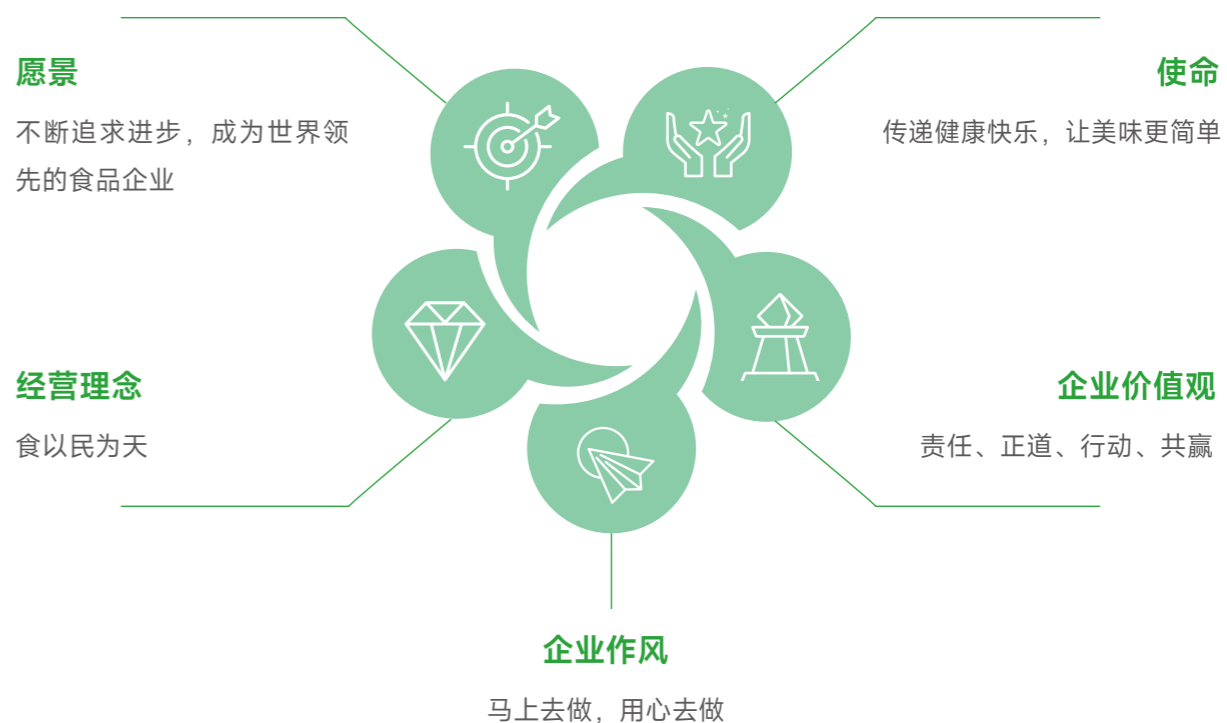 愿景
不断追求进步，成为世界领
先的食品企业
使命
传递健康快乐，让美味更简单
经营理念
食以民为天
企业价值观
责任、正道、行动、共赢
企业作风
马上去做，用心去做